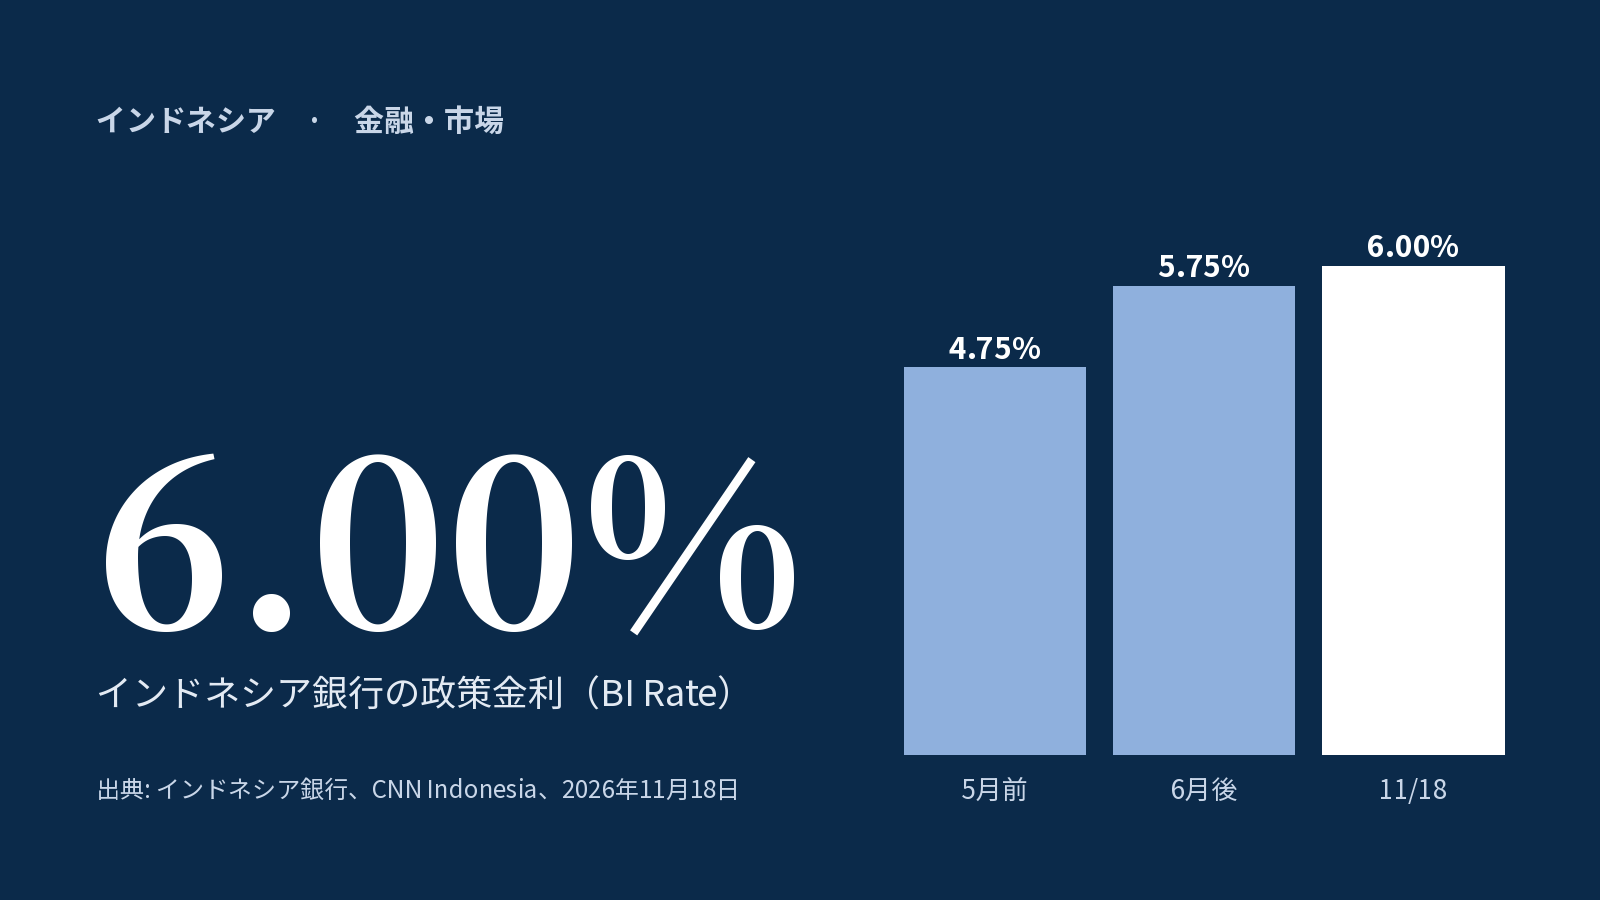 インドネシア ・ 金融・市場
6.00%
インドネシア銀行の政策金利（BI Rate）
出典: インドネシア銀行、CNN Indonesia、2026年11月18日
4.75%
5.75%
6.00%
5月前
6月後
11/18